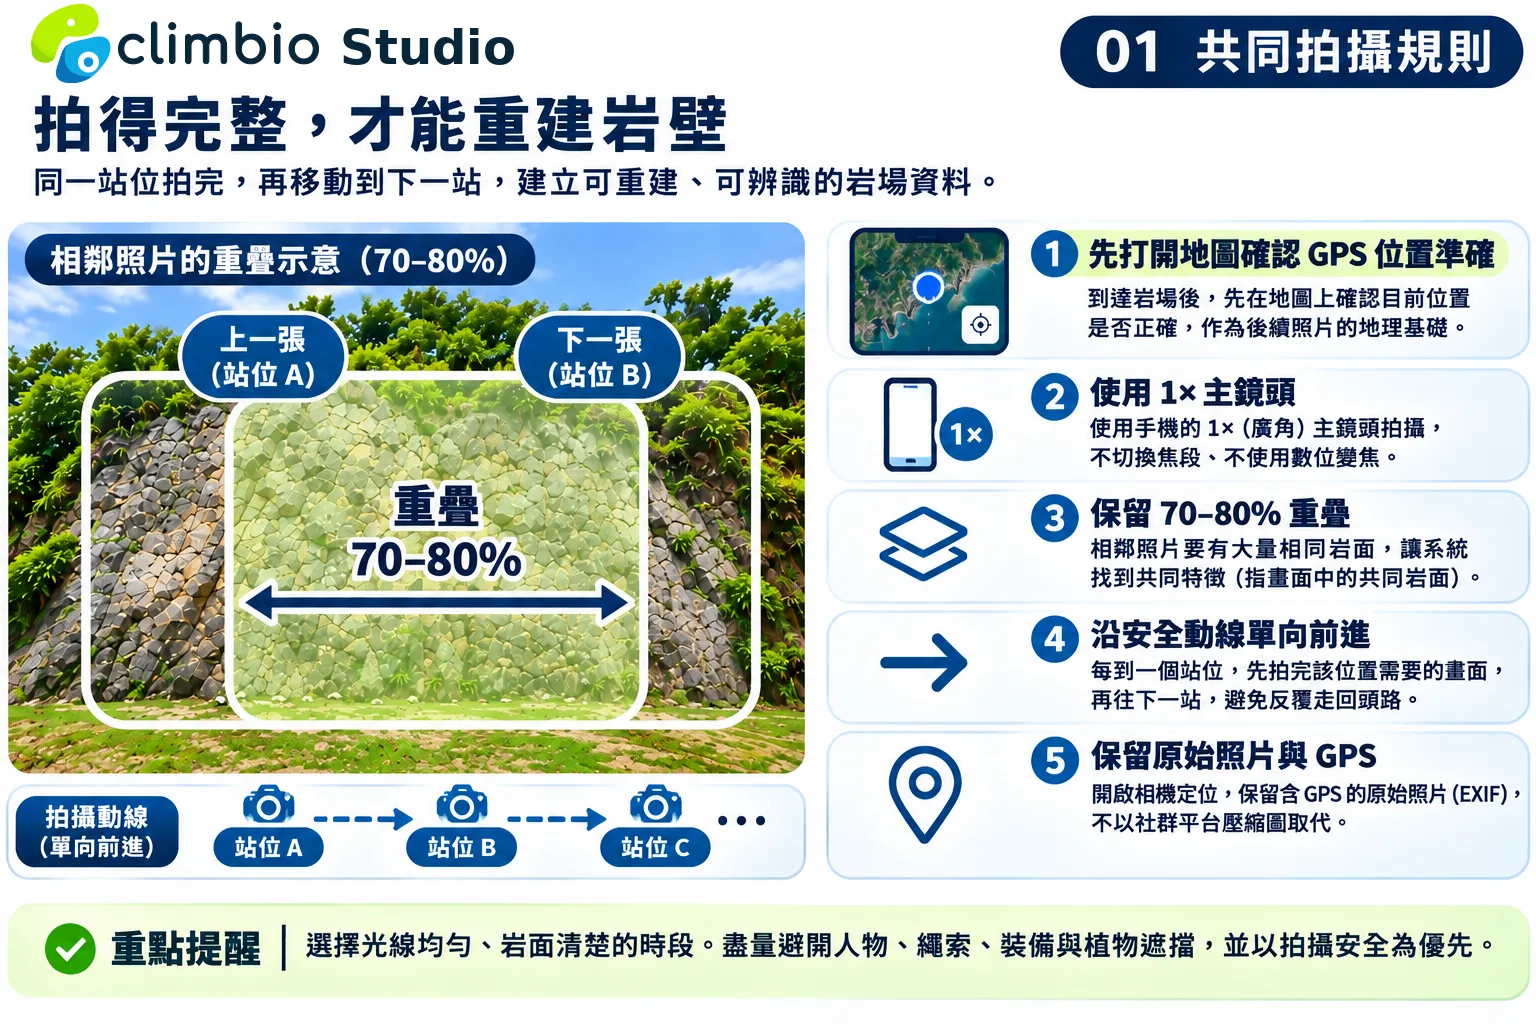 climbio Studio
01 共同拍攝規則
拍得完整，才能重建岩壁
同一站位拍完，再移動到下一站，建立可重建、可辨識的岩場資料。
相鄰照片的重疊示意（70–80%）
上一張
（站位 A）
下一張
（站位 B）
重疊
70–80%
拍攝動線
（單向前進）
站位 A
站位 B
站位 C
•••
1 先打開地圖確認 GPS 位置準確
到達岩場後，先在地圖上確認目前位置
是否正確，作為後續照片的地理基礎。
1×
2 使用 1× 主鏡頭
使用手機的 1×（廣角）主鏡頭拍攝，
不切換焦段、不使用數位變焦。
3 保留 70–80% 重疊
相鄰照片要有大量相同岩面，讓系統
找到共同特徵（指畫面中的共同岩面）。
4 沿安全動線單向前進
每到一個站位，先拍完該位置需要的畫面，
再往下一站，避免反覆走回頭路。
5 保留原始照片與 GPS
開啟相機定位，保留含 GPS 的原始照片 (EXIF)，
不以社群平台壓縮圖取代。
重點提醒
選擇光線均勻、岩面清楚的時段。盡量避開人物、繩索、裝備與植物遮擋，並以拍攝安全為優先。